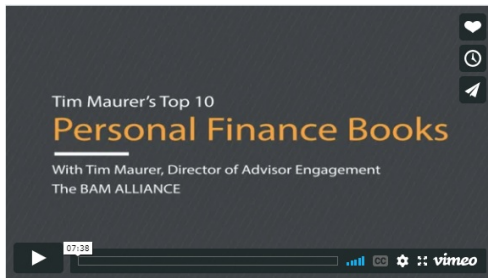 Tim Maurer's Top 10
Personal Finance Books
With Tim Maurer, Director of Advisor Engagement
The BAM ALLIANCE
07:38
CC
vimeo